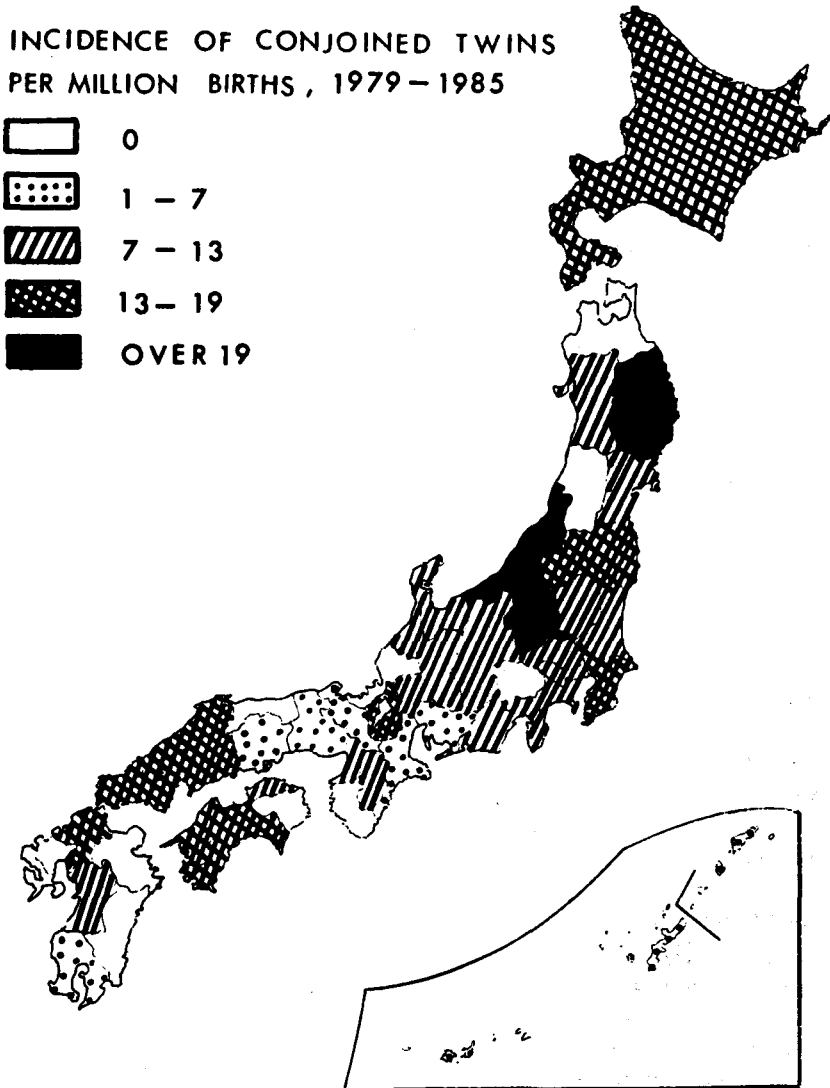 INCIDENCE OF CONJOINED TWINS
PER MILLION BIRTHS, 1979–1985
0
1 – 7
7 – 13
13 – 19
OVER 19